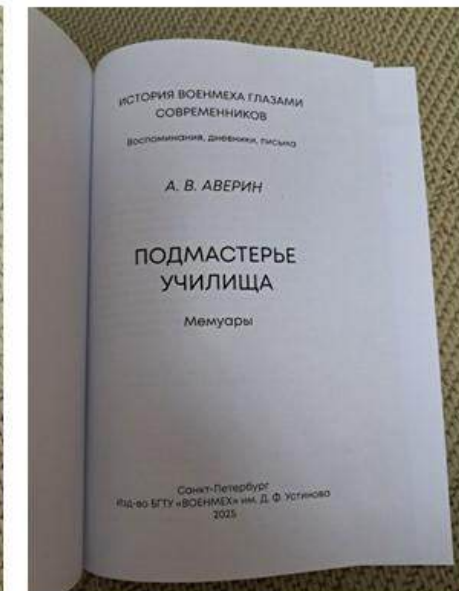 ИСТОРИЯ ВОЕНМЕХА ГЛАЗАМИ
СОВРЕМЕННИКОВ
Воспоминания, дневники, письма
А. В. АВЕРИН
ПОДМАСТЕРЬЕ
УЧИЛИЩА
Мемуары
Санкт-Петербург
Изд-во БГТУ «ВОЕНМЕХ» им. Д. Ф. Устинова
2025